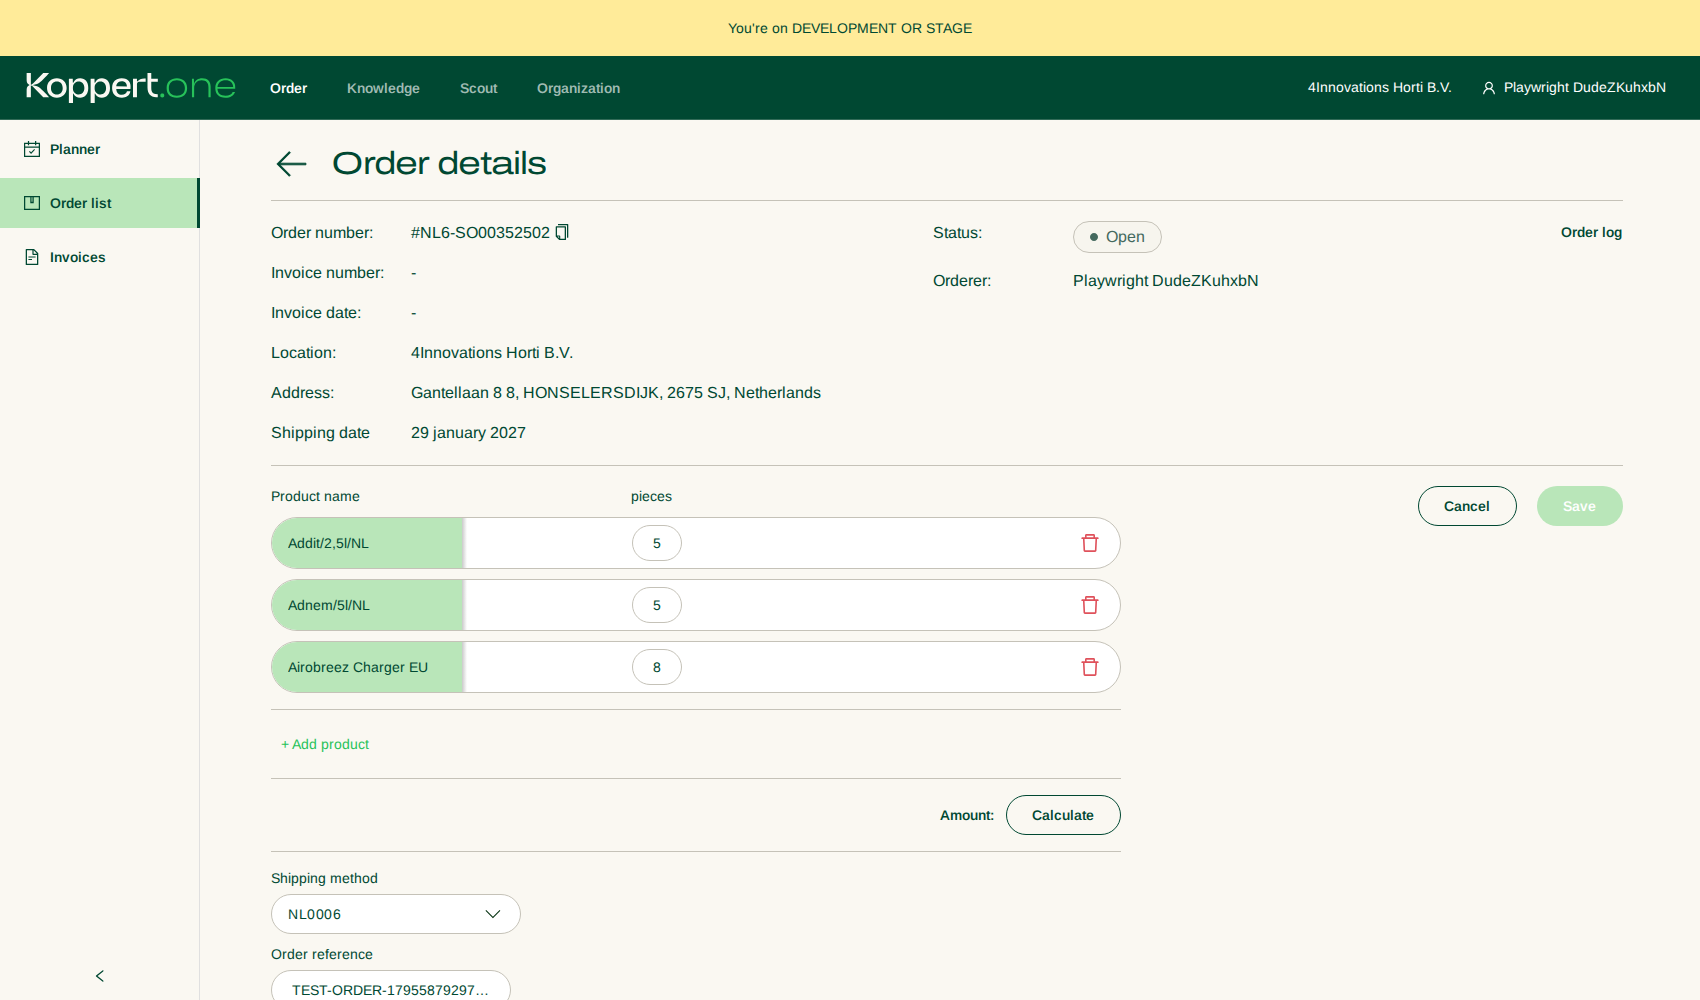 You're on DEVELOPMENT OR STAGE
Koppert.one
Order
Knowledge
Scout
Organization
4Innovations Horti B.V.
Playwright DudeZKuhxbN
Planner
Order list
Invoices
Order details
Order number: #NL6-SO00352502
Invoice number: -
Invoice date: -
Location: 4Innovations Horti B.V.
Address: Gantellaan 8 8, HONSELERSDIJK, 2675 SJ, Netherlands
Shipping date 29 january 2027
Status: Open
Orderer: Playwright DudeZKuhxbN
Order log
Product name pieces
Cancel
Save
Addit/2,5l/NL 5
Adnem/5l/NL 5
Airobreez Charger EU 8
+ Add product
Amount: Calculate
Shipping method
NL0006
Order reference
TEST-ORDER-17955879297...